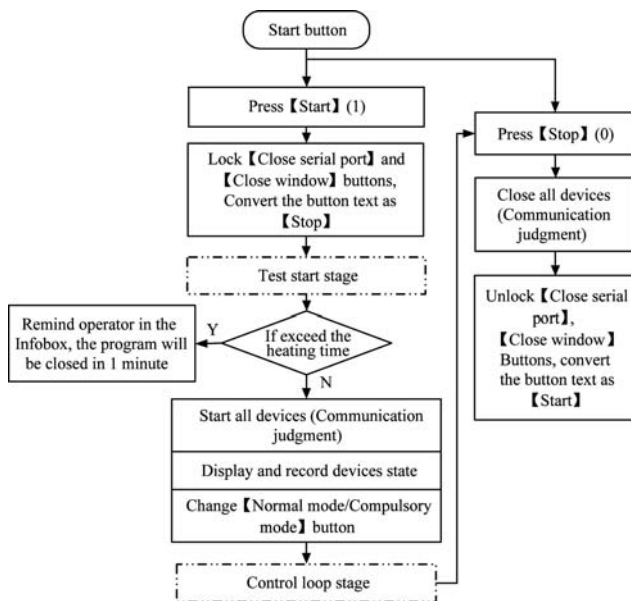 Start button
Press【Start】(1)
Lock【Close serial port】and
【Close window】buttons,
Convert the button text as
【Stop】
Test start stage
If exceed the
heating time
Y
N
Remind operator in the
Infobox, the program will
be closed in 1 minute
Start all devices (Communication
judgment)
Display and record devices state
Change【Normal mode/Compulsory
mode】button
Control loop stage
Press【Stop】(0)
Close all devices
(Communication
judgment)
Unlock【Close serial
port】,
【Close window】
Buttons, convert
the button text as
【Start】